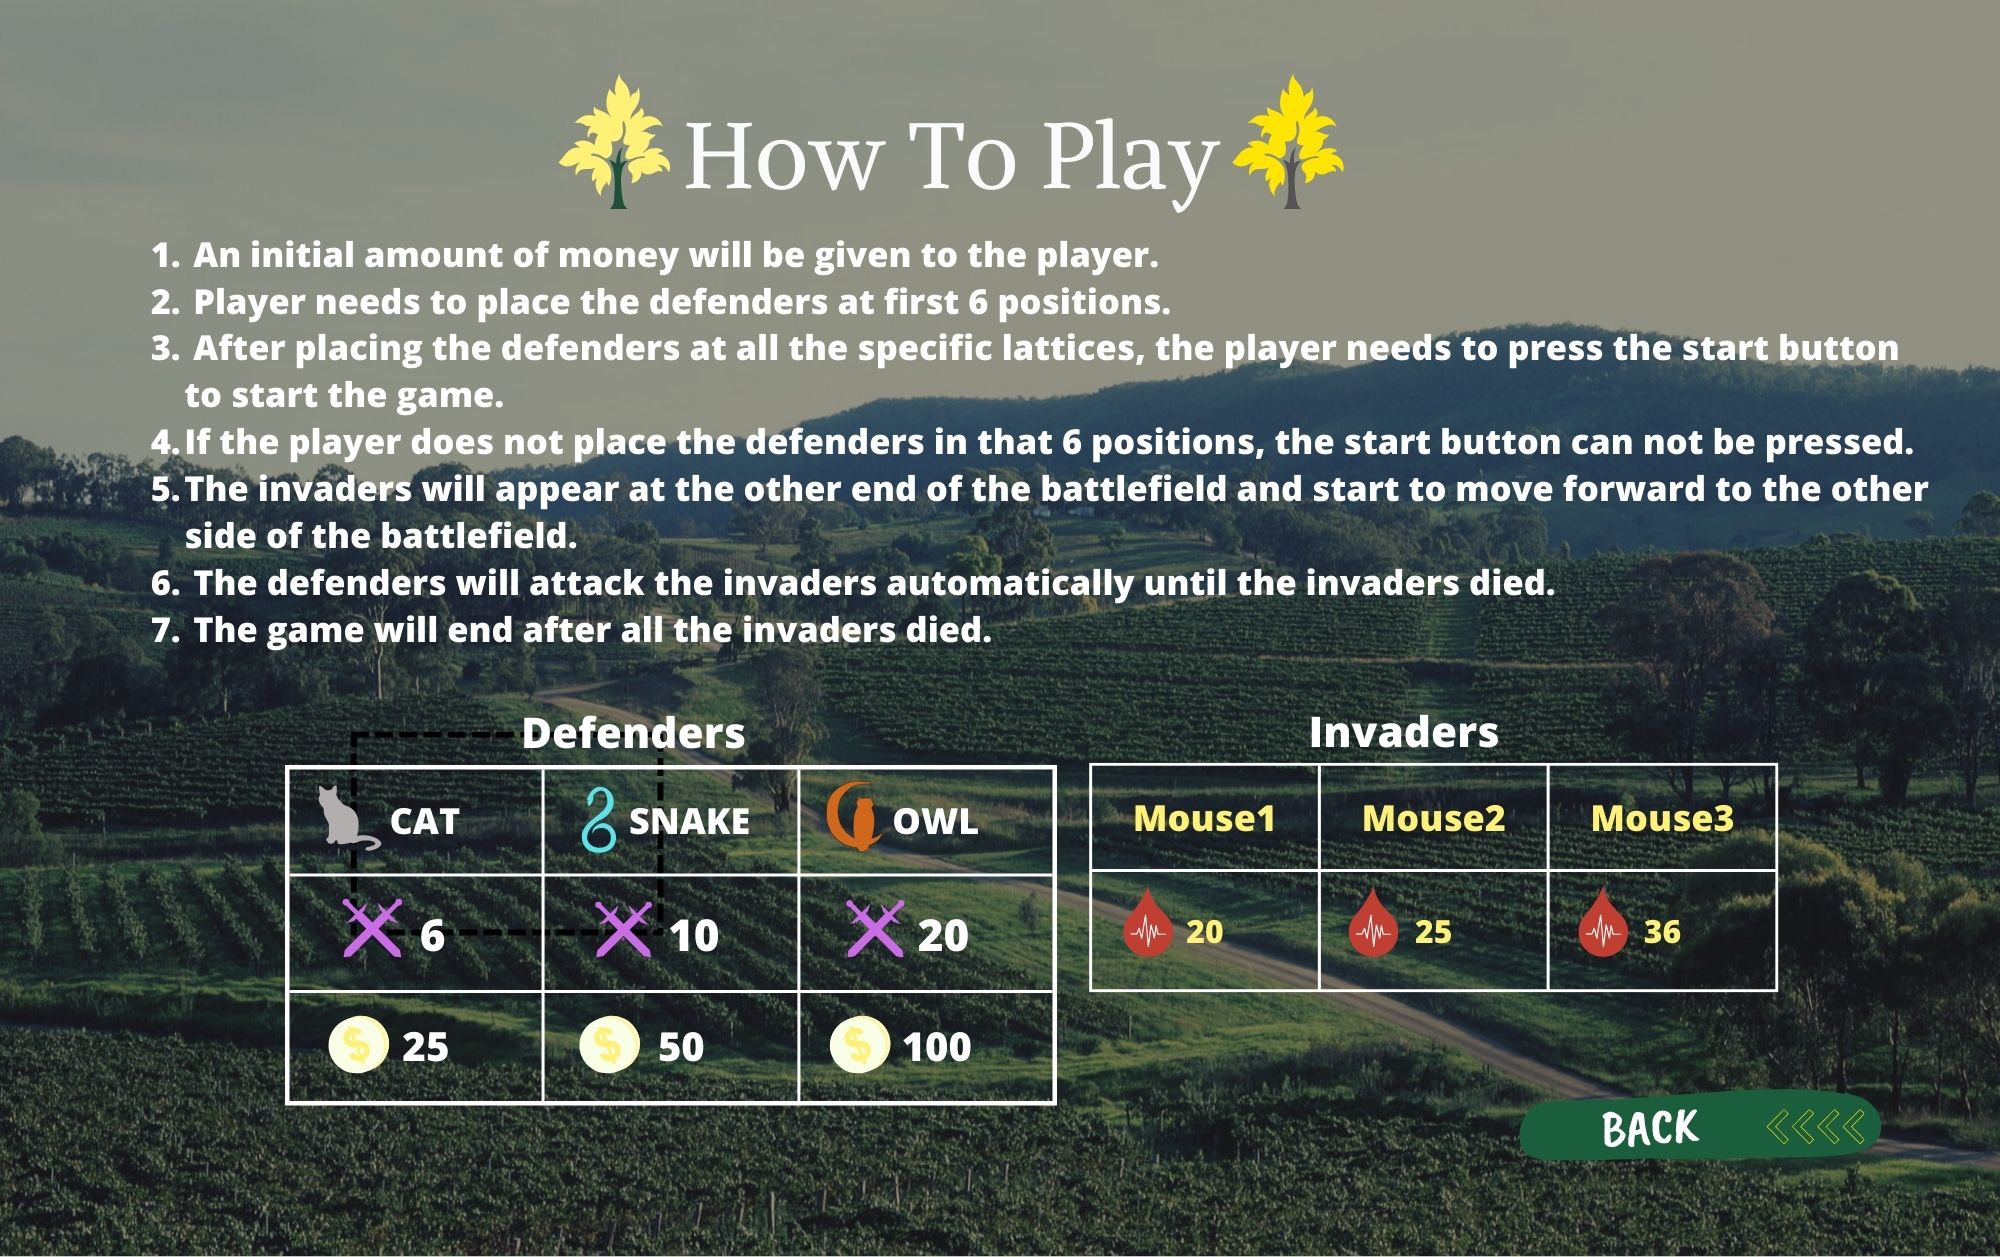 How To Play
1. An initial amount of money will be given to the player.
2. Player needs to place the defenders at first 6 positions.
3. After placing the defenders at all the specific lattices, the player needs to press the start button
to start the game.
4. If the player does not place the defenders in that 6 positions, the start button can not be pressed.
5. The invaders will appear at the other end of the battlefield and start to move forward to the other
side of the battlefield.
6. The defenders will attack the invaders automatically until the invaders died.
7. The game will end after all the invaders died.
Defenders
CAT SNAKE OWL
6 10 20
$ 25 $ 50 $ 100
Invaders
Mouse1 Mouse2 Mouse3
20 25 36
BACK